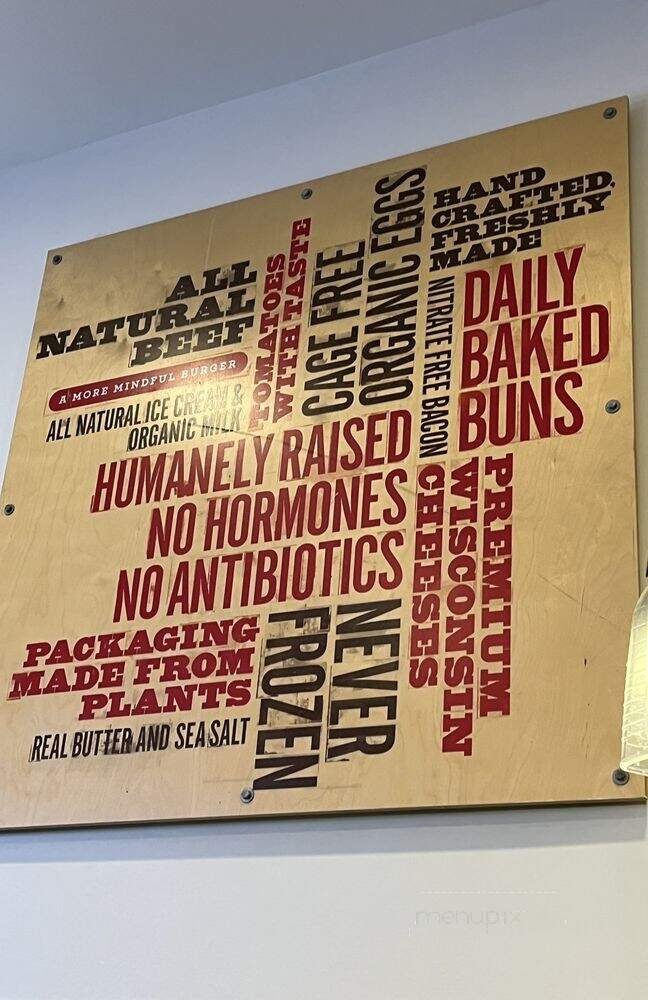 ALL
NATURAL
BEEF
A MORE MINDFUL BURGER
ALL NATURAL ICE CREAM &
ORGANIC MILK
TOMATOES
WITH TASTE
CAGE FREE
ORGANIC EGGS
HAND
CRAFTED,
FRESHLY
MADE
NITRATE FREE BACON
DAILY
BAKED
BUNS
HUMANELY RAISED
NO HORMONES
NO ANTIBIOTICS
PREMIUM
WISCONSIN
CHEESES
PACKAGING
MADE FROM
PLANTS
REAL BUTTER AND SEA SALT
NEVER
FROZEN
menupix